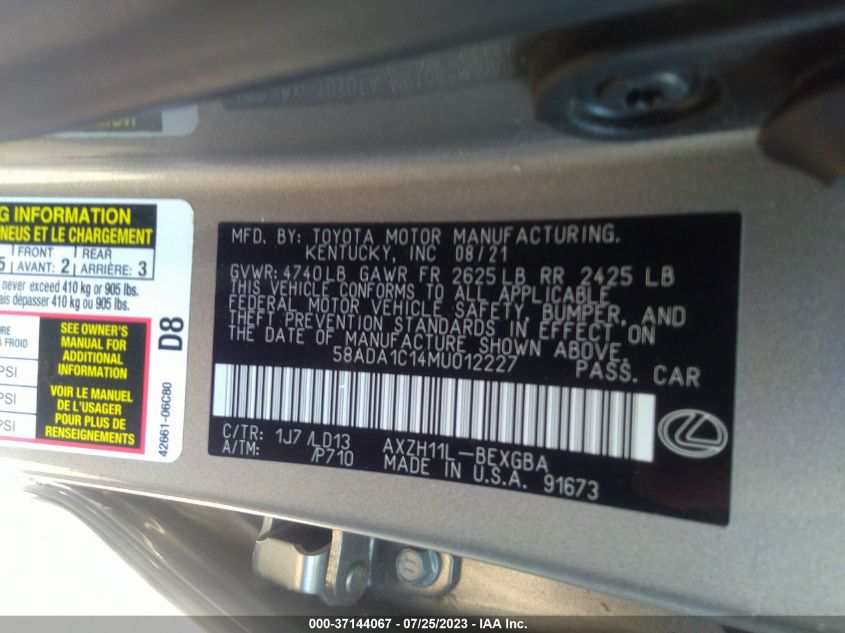 G INFORMATION
PNEUS ET LE CHARGEMENT
5 FRONT REAR
AVANT: 2 ARRIÈRE: 3
never exceed 410 kg or 905 lbs.
ais dépasser 410 kg ou 905 lbs.
SEE OWNER'S
MANUAL FOR
ADDITIONAL
INFORMATION
VOIR LE MANUEL
DE L'USAGER
POUR PLUS DE
RENSEIGNEMENTS
A FROID
PSI
PSI
PSI
D8
42661-06C80
MFD. BY: TOYOTA MOTOR MANUFACTURING.
KENTUCKY, INC 08/21
GVWR: 4740LB GAWR FR 2625LB RR 2425 LB
THIS VEHICLE CONFORMS TO ALL APPLICABLE
FEDERAL MOTOR VEHICLE SAFETY, BUMPER, AND
THEFT PREVENTION STANDARDS IN EFFECT ON
THE DATE OF MANUFACTURE SHOWN ABOVE.
58ADA1C14MU012227 PASS. CAR
C/TR: 1J7 /LD13 AXZH11L-BEXGBA
A/TM: /P710 MADE IN U.S.A. 91673
000-37144067 - 07/25/2023 - IAA Inc.